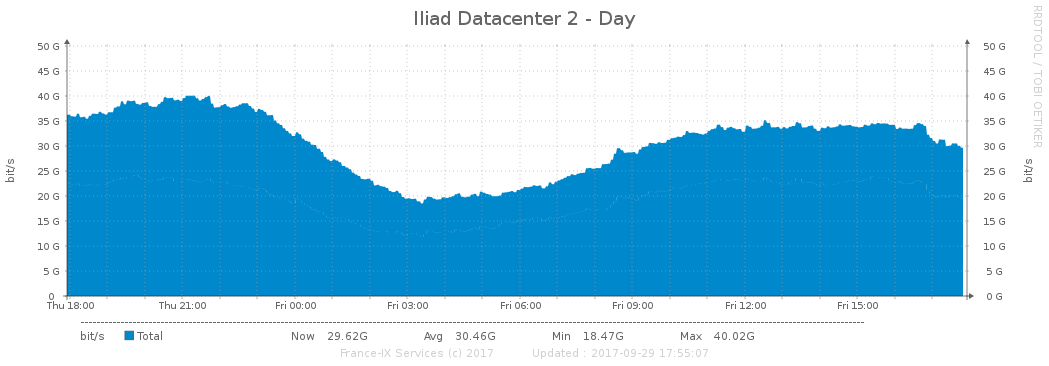 Iliad Datacenter 2 - Day
RRDTOOL / TOBI OETIKER
50 G 50 G
45 G 45 G
40 G 40 G
35 G 35 G
30 G 30 G
25 G 25 G
20 G 20 G
15 G 15 G
10 G 10 G
5 G 5 G
0 0 G
bit/s bit/s
Thu 18:00 Thu 21:00 Fri 00:00 Fri 03:00 Fri 06:00 Fri 09:00 Fri 12:00 Fri 15:00
bit/s Total Now 29.62G Avg 30.46G Min 18.47G Max 40.02G
France-IX Services (c) 2017 Updated : 2017-09-29 17:55:07